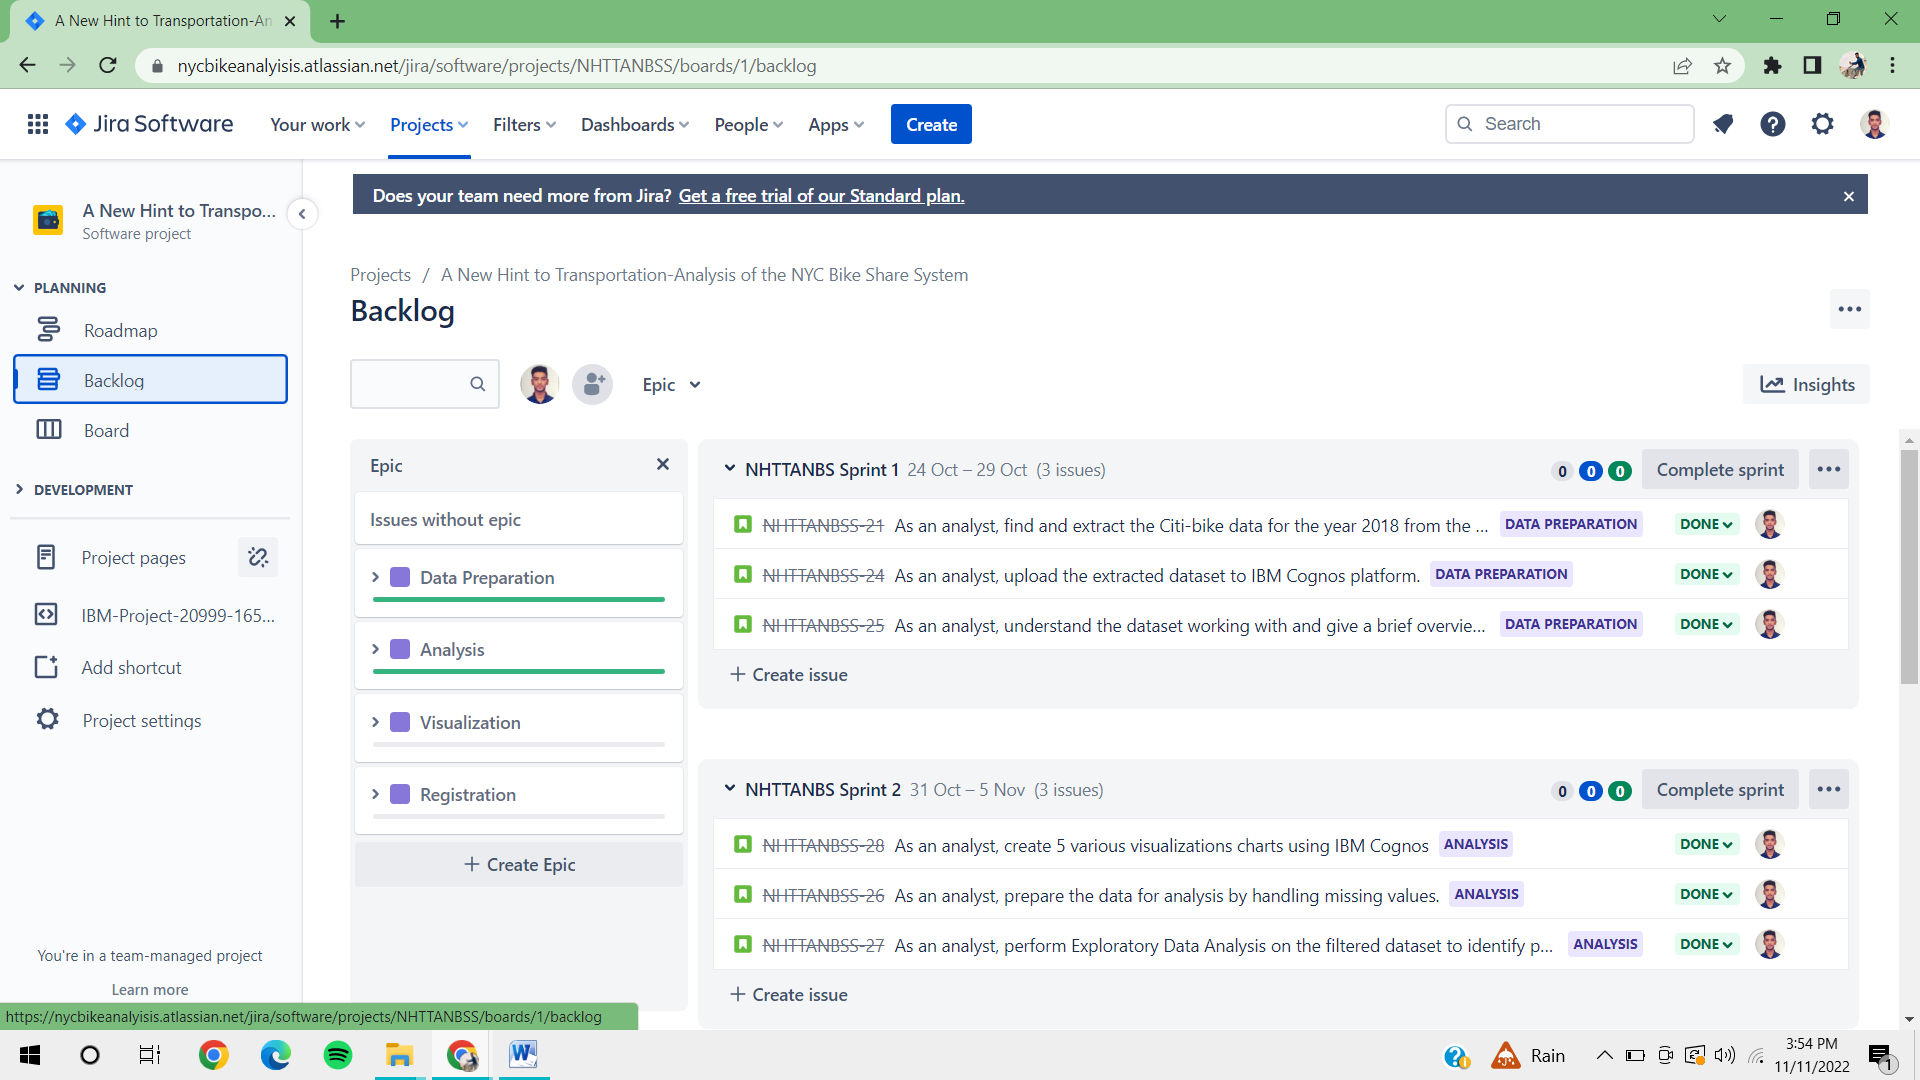 A New Hint to Transportation-An
nycbikeanalyisis.atlassian.net/jira/software/projects/NHTTANBSS/boards/1/backlog
Jira Software
Your work
Projects
Filters
Dashboards
People
Apps
Create
Search
A New Hint to Transpo...
Software project
Does your team need more from Jira? Get a free trial of our Standard plan.
PLANNING
Roadmap
Backlog
Board
DEVELOPMENT
Project pages
IBM-Project-20999-165...
Add shortcut
Project settings
You're in a team-managed project
Learn more
Projects / A New Hint to Transportation-Analysis of the NYC Bike Share System
Backlog
Epic
Insights
Epic
Issues without epic
Data Preparation
Analysis
Visualization
Registration
+ Create Epic
NHTTANBS Sprint 1 24 Oct – 29 Oct (3 issues) 0 0 0 Complete sprint
NHTTANBSS-21 As an analyst, find and extract the Citi-bike data for the year 2018 from the ... DATA PREPARATION DONE
NHTTANBSS-24 As an analyst, upload the extracted dataset to IBM Cognos platform. DATA PREPARATION DONE
NHTTANBSS-25 As an analyst, understand the dataset working with and give a brief overvie... DATA PREPARATION DONE
+ Create issue
NHTTANBS Sprint 2 31 Oct – 5 Nov (3 issues) 0 0 0 Complete sprint
NHTTANBSS-28 As an analyst, create 5 various visualizations charts using IBM Cognos ANALYSIS DONE
NHTTANBSS-26 As an analyst, prepare the data for analysis by handling missing values. ANALYSIS DONE
NHTTANBSS-27 As an analyst, perform Exploratory Data Analysis on the filtered dataset to identify p... ANALYSIS DONE
+ Create issue
https://nycbikeanalyisis.atlassian.net/jira/software/projects/NHTTANBSS/boards/1/backlog
Rain
3:54 PM
11/11/2022
1